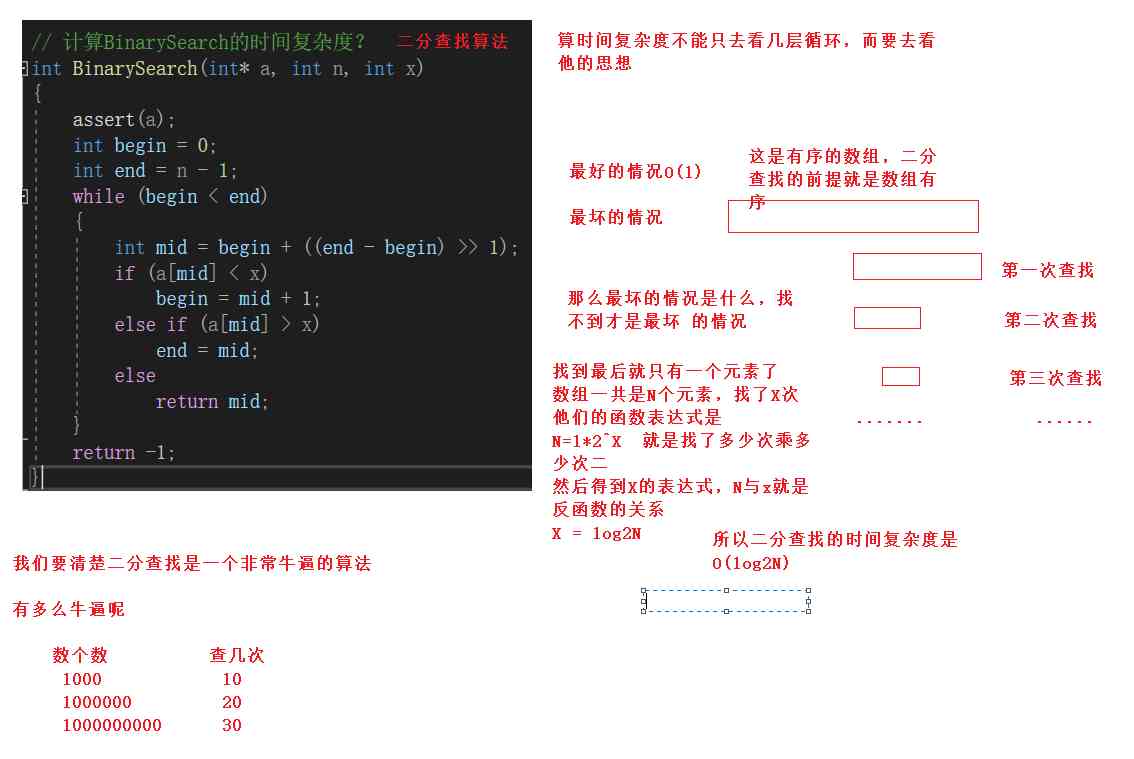 // 计算BinarySearch的时间复杂度? 二分查找算法
int BinarySearch(int* a, int n, int x)
{
assert(a);
int begin = 0;
int end = n - 1;
while (begin < end)
{
int mid = begin + ((end - begin) >> 1);
if (a[mid] < x)
begin = mid + 1;
else if (a[mid] > x)
end = mid;
else
return mid;
}
return -1;
}
算时间复杂度不能只去看几层循环，而要去看
他的思想
最好的情况O(1)
这是有序的数组，二分
查找的前提就是数组有
序
最坏的情况
第一次查找
那么最坏的情况是什么，找
不到才是最坏 的情况
第二次查找
找到最后就只有一个元素了
数组一共是N个元素，找了X次
他们的函数表达式是
N=1*2^X 就是找了多少次乘多
少次二
然后得到X的表达式，N与x就是
反函数的关系
X = log2N
第三次查找
....... ......
所以二分查找的时间复杂度是
O(log2N)
我们要清楚二分查找是一个非常牛逼的算法
有多么牛逼呢
数个数 查几次
1000 10
1000000 20
1000000000 30